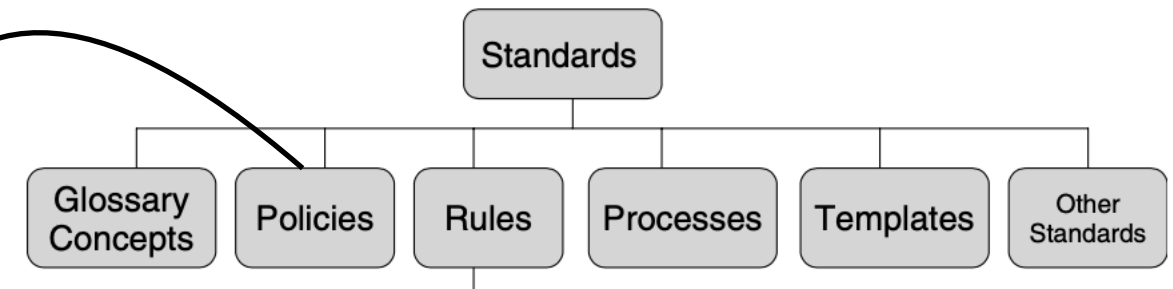 Standards
Glossary
Concepts
Policies
Rules
Processes
Templates
Other
Standards